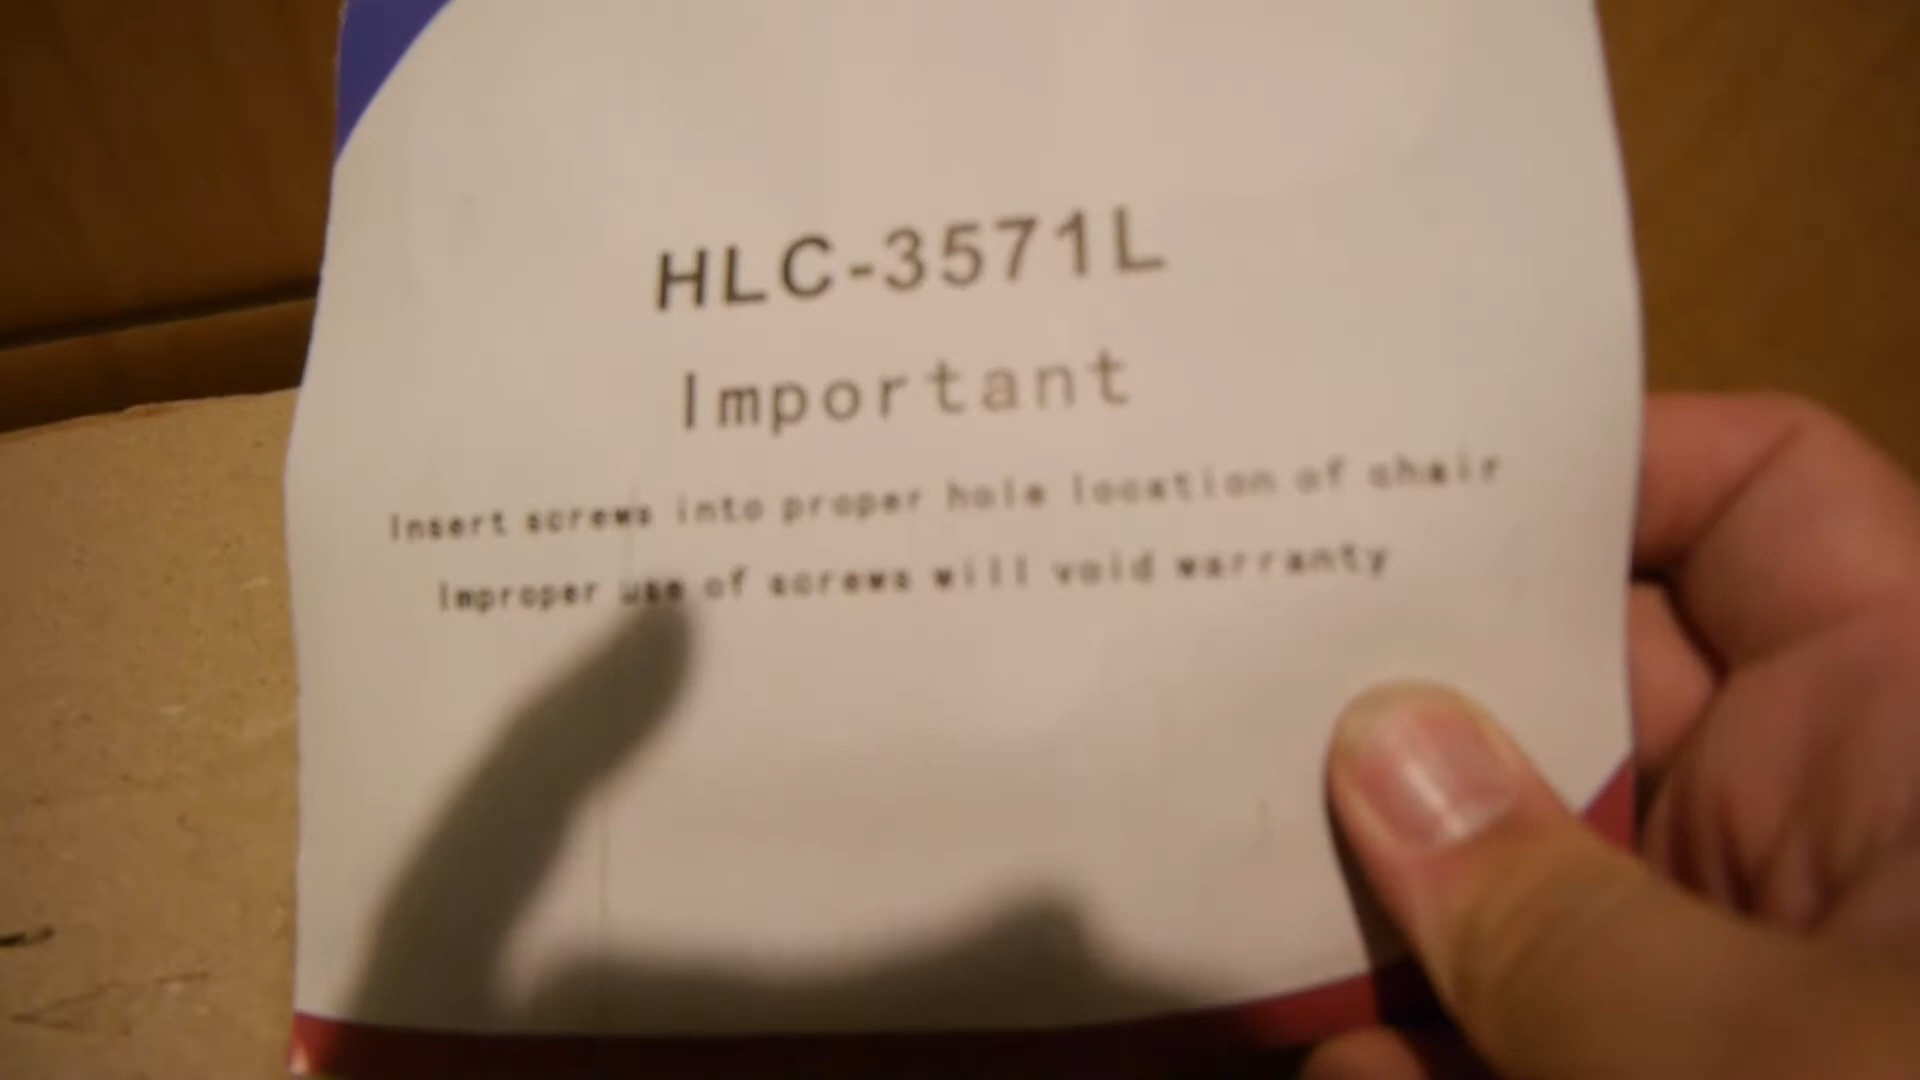 HLC-3571L
Important
Insert screws into proper hole location of chair
Improper use of screws will void warranty